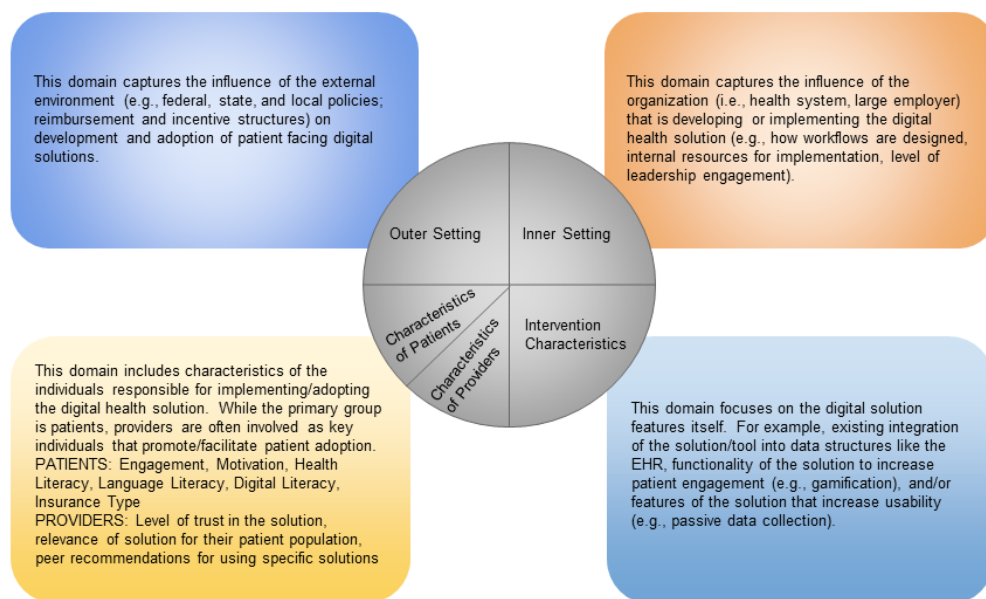 This domain captures the influence of the external
environment (e.g., federal, state, and local policies;
reimbursement and incentive structures) on
development and adoption of patient facing digital
solutions.
This domain captures the influence of the
organization (i.e., health system, large employer)
that is developing or implementing the digital
health solution (e.g., how workflows are designed,
internal resources for implementation, level of
leadership engagement).
Outer Setting
Inner Setting
Characteristics
of Patients
Characteristics
of Providers
Intervention
Characteristics
This domain includes characteristics of the
individuals responsible for implementing/adopting
the digital health solution. While the primary group
is patients, providers are often involved as key
individuals that promote/facilitate patient adoption.
PATIENTS: Engagement, Motivation, Health
Literacy, Language Literacy, Digital Literacy,
Insurance Type
PROVIDERS: Level of trust in the solution,
relevance of solution for their patient population,
peer recommendations for using specific solutions
This domain focuses on the digital solution
features itself. For example, existing integration
of the solution/tool into data structures like the
EHR, functionality of the solution to increase
patient engagement (e.g., gamification), and/or
features of the solution that increase usability
(e.g., passive data collection).